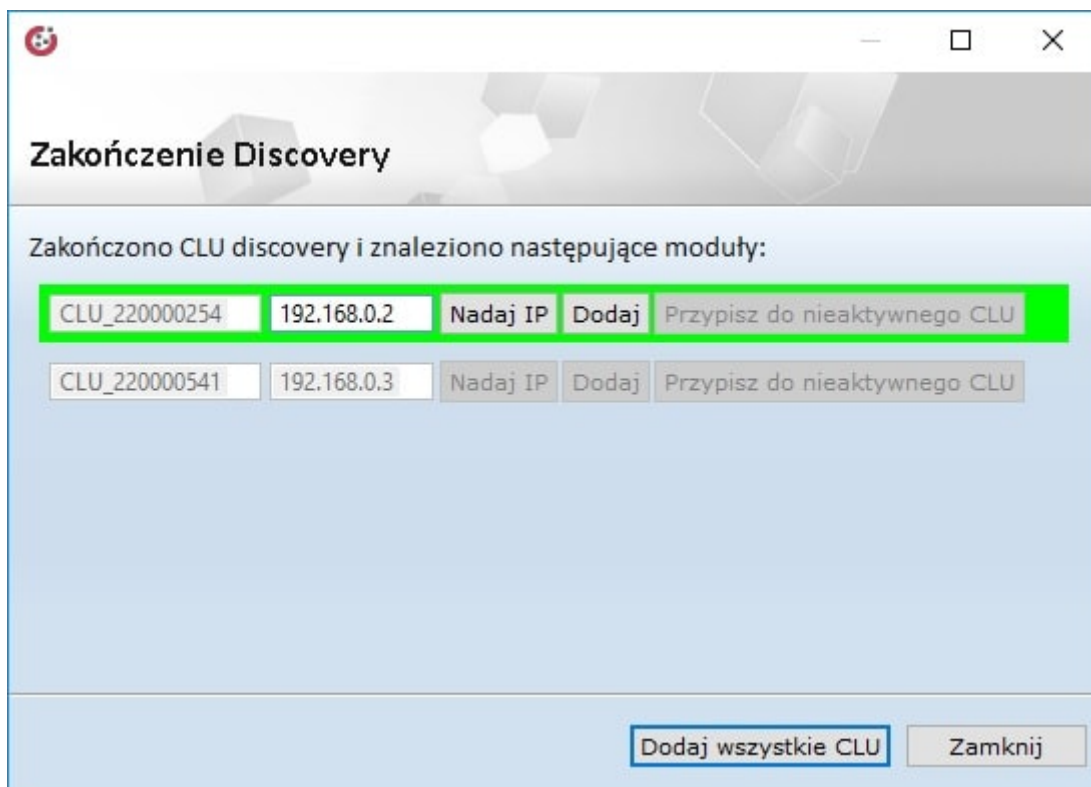 Zakończenie Discovery
Zakończono CLU discovery i znaleziono następujące moduły:
CLU_220000254 192.168.0.2 Nadaj IP Dodaj Przypisz do nieaktywnego CLU
CLU_220000541 192.168.0.3 Nadaj IP Dodaj Przypisz do nieaktywnego CLU
Dodaj wszystkie CLU Zamknij